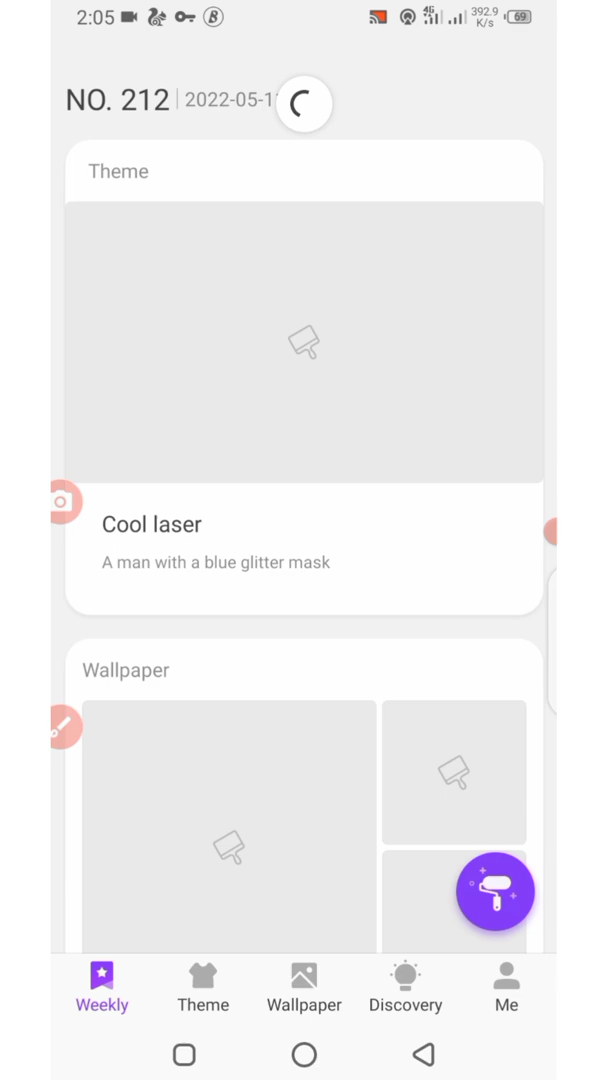 2:05 B 4G 392.9 K/s 69
NO. 212 2022-05-1
Theme
Cool laser
A man with a blue glitter mask
Wallpaper
Weekly Theme Wallpaper Discovery Me